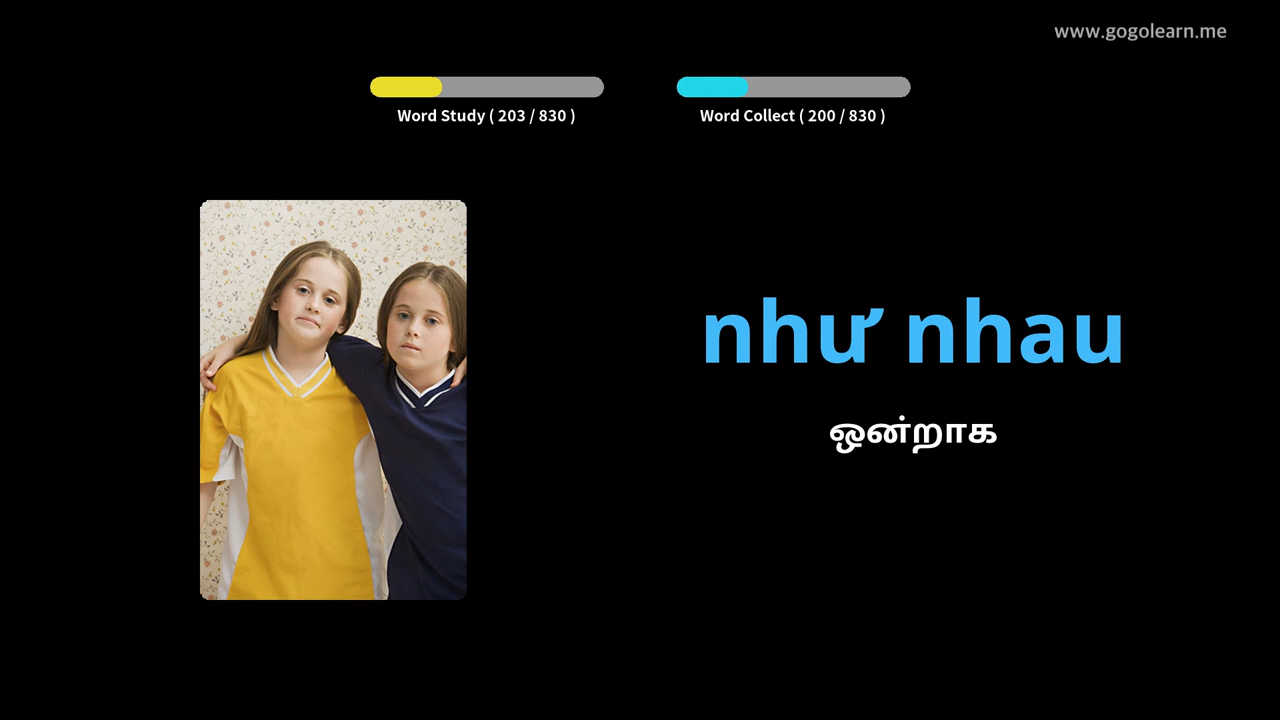 www.gogolearn.me
Word Study ( 203 / 830 )
Word Collect ( 200 / 830 )
như nhau
ஒன்றாக